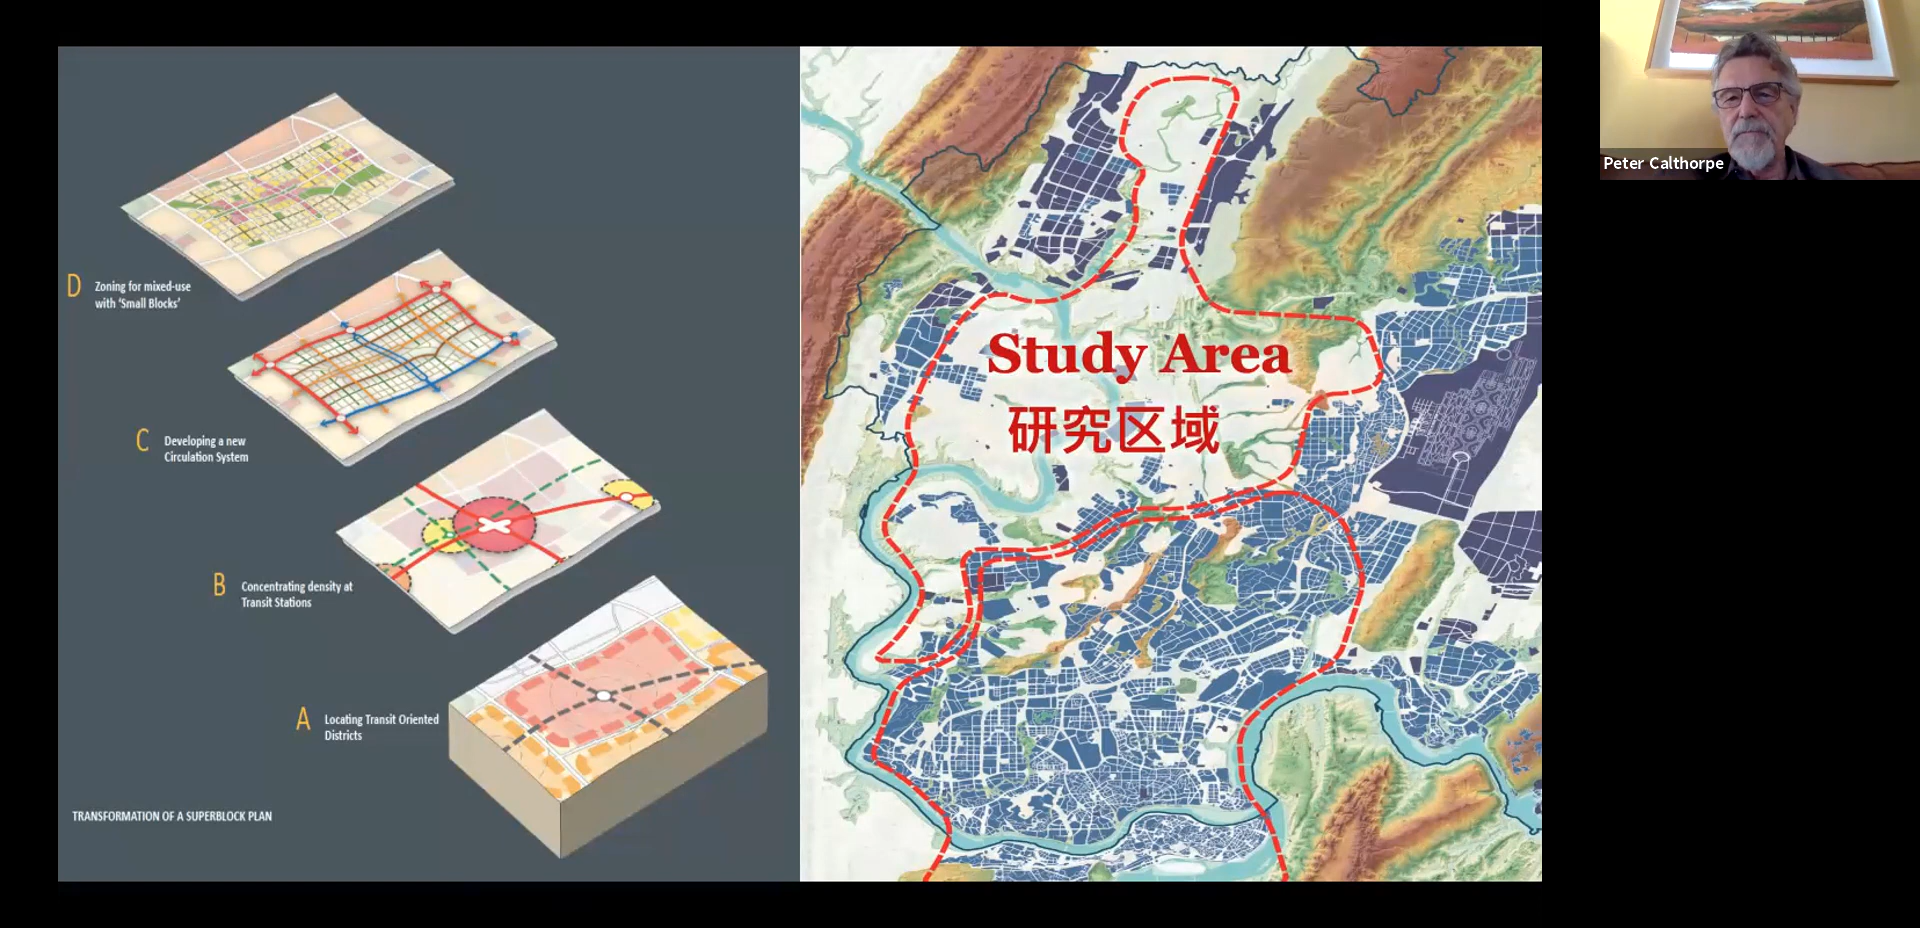 D
Zoning for mixed-use
with 'Small Blocks'
C
Developing a new
Circulation System
B
Concentrating density at
Transit Stations
A
Locating Transit Oriented
Districts
TRANSFORMATION OF A SUPERBLOCK PLAN
Study Area
研究区域
Peter Calthorpe